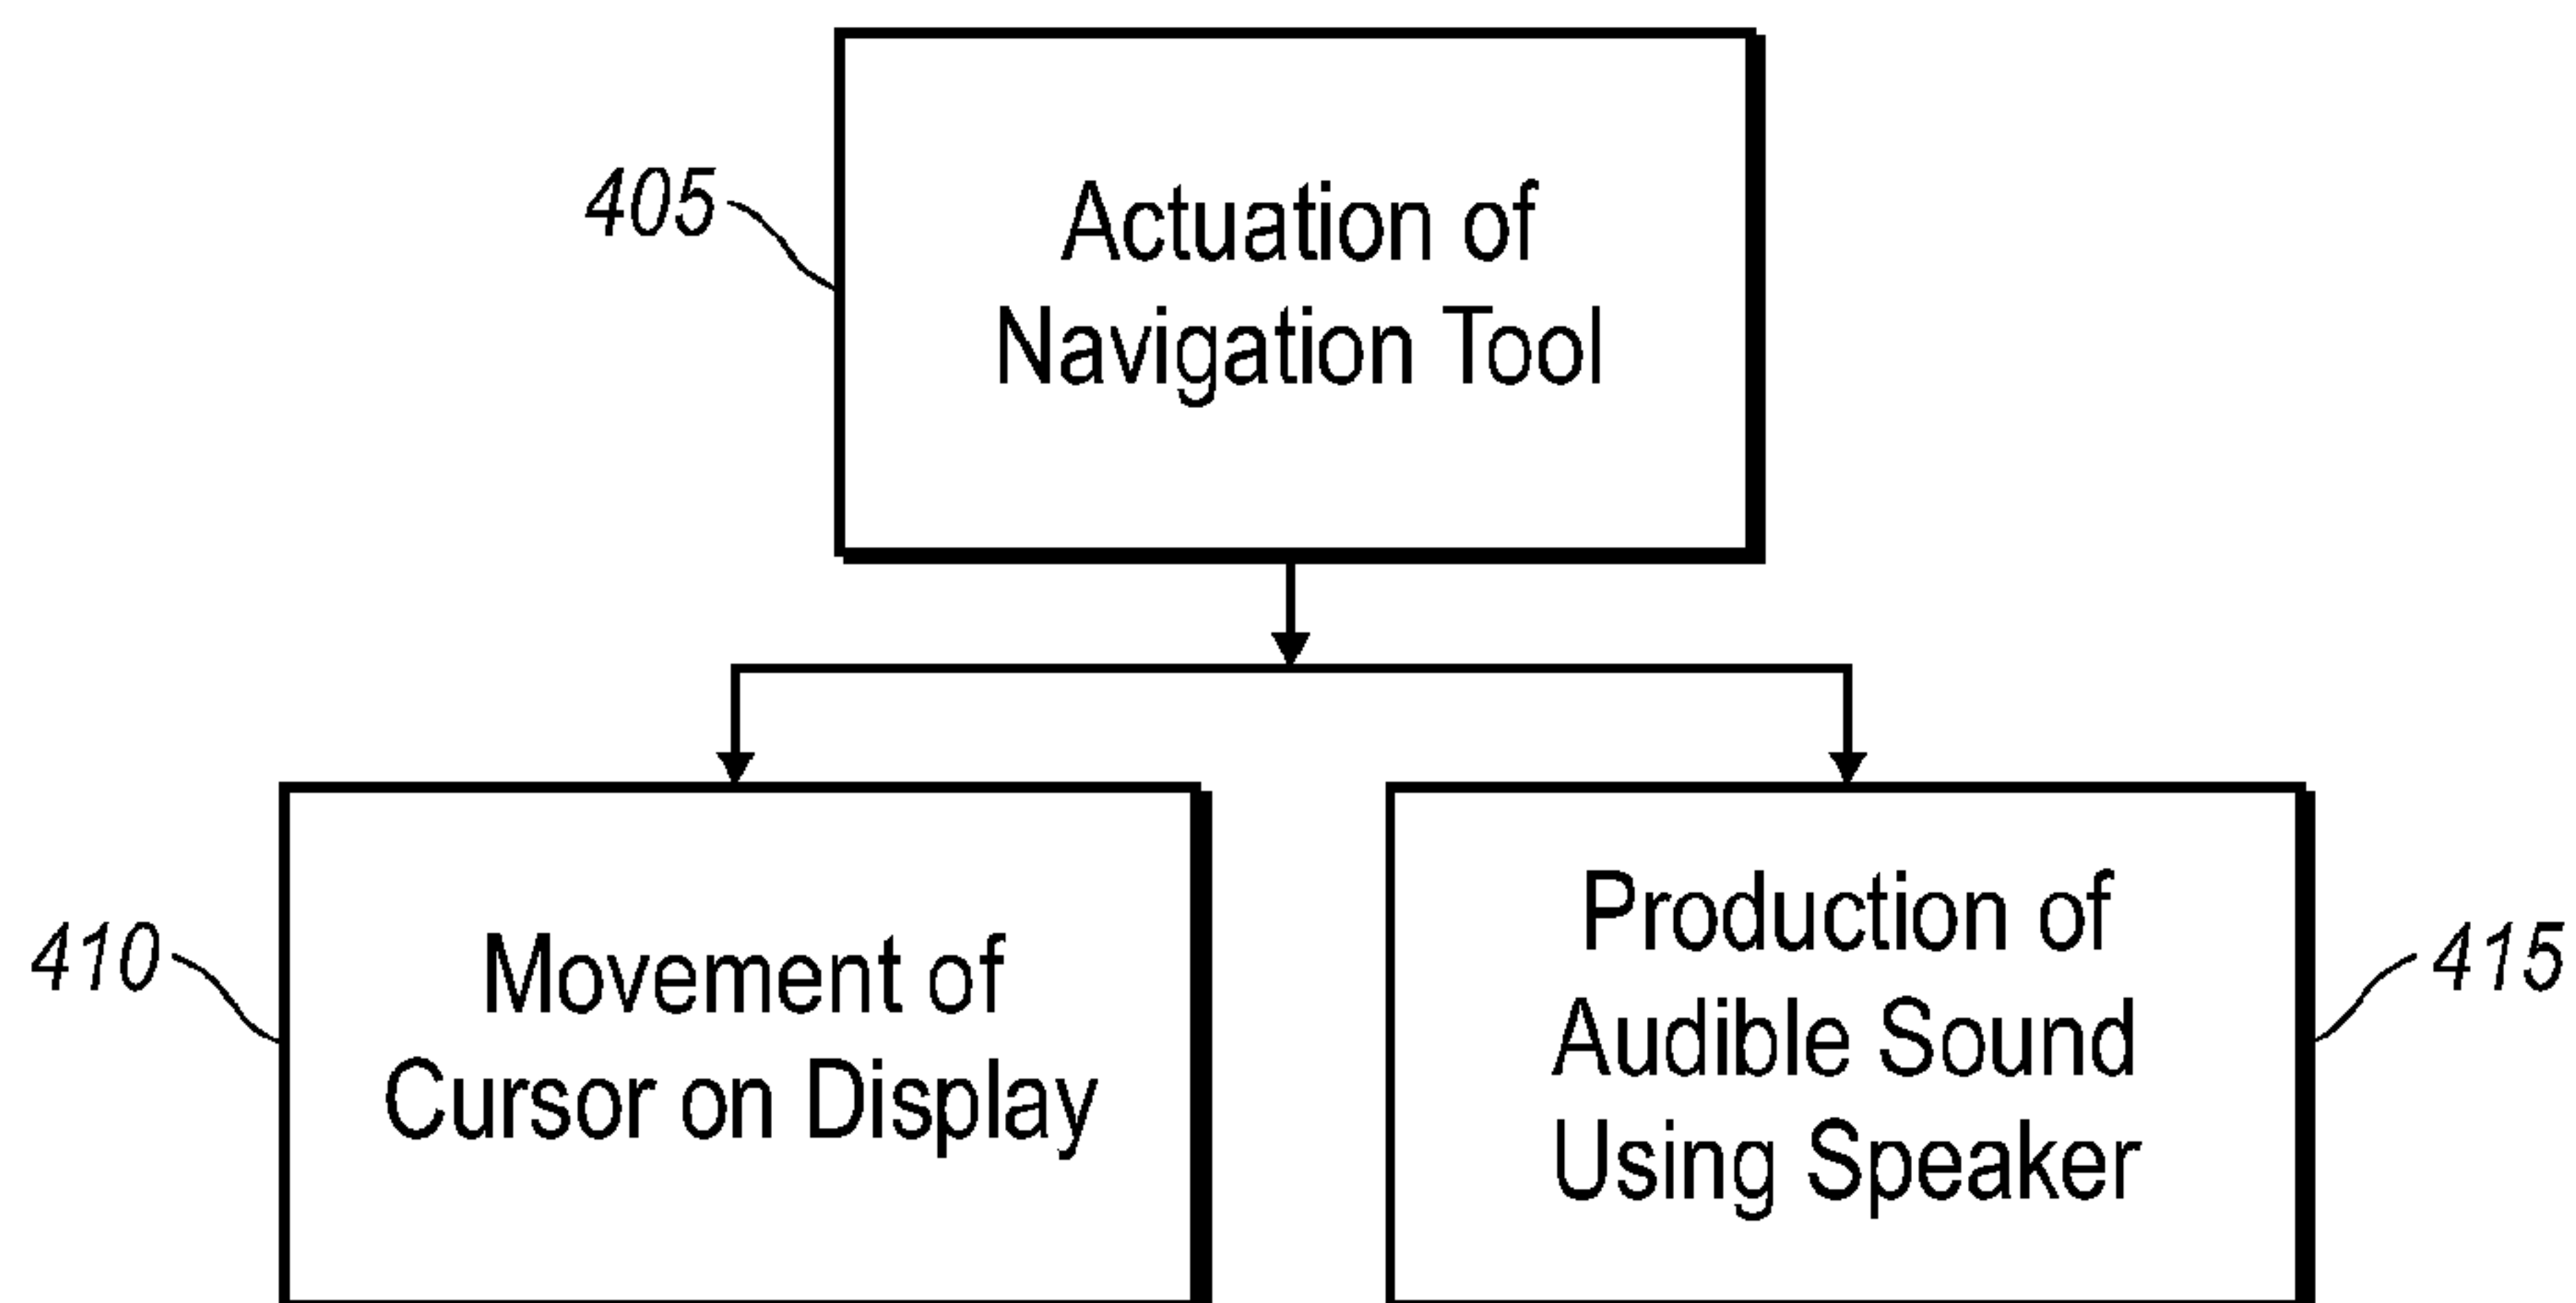 405
Actuation of
Navigation Tool
410
Movement of
Cursor on Display
Production of
Audible Sound
Using Speaker
415